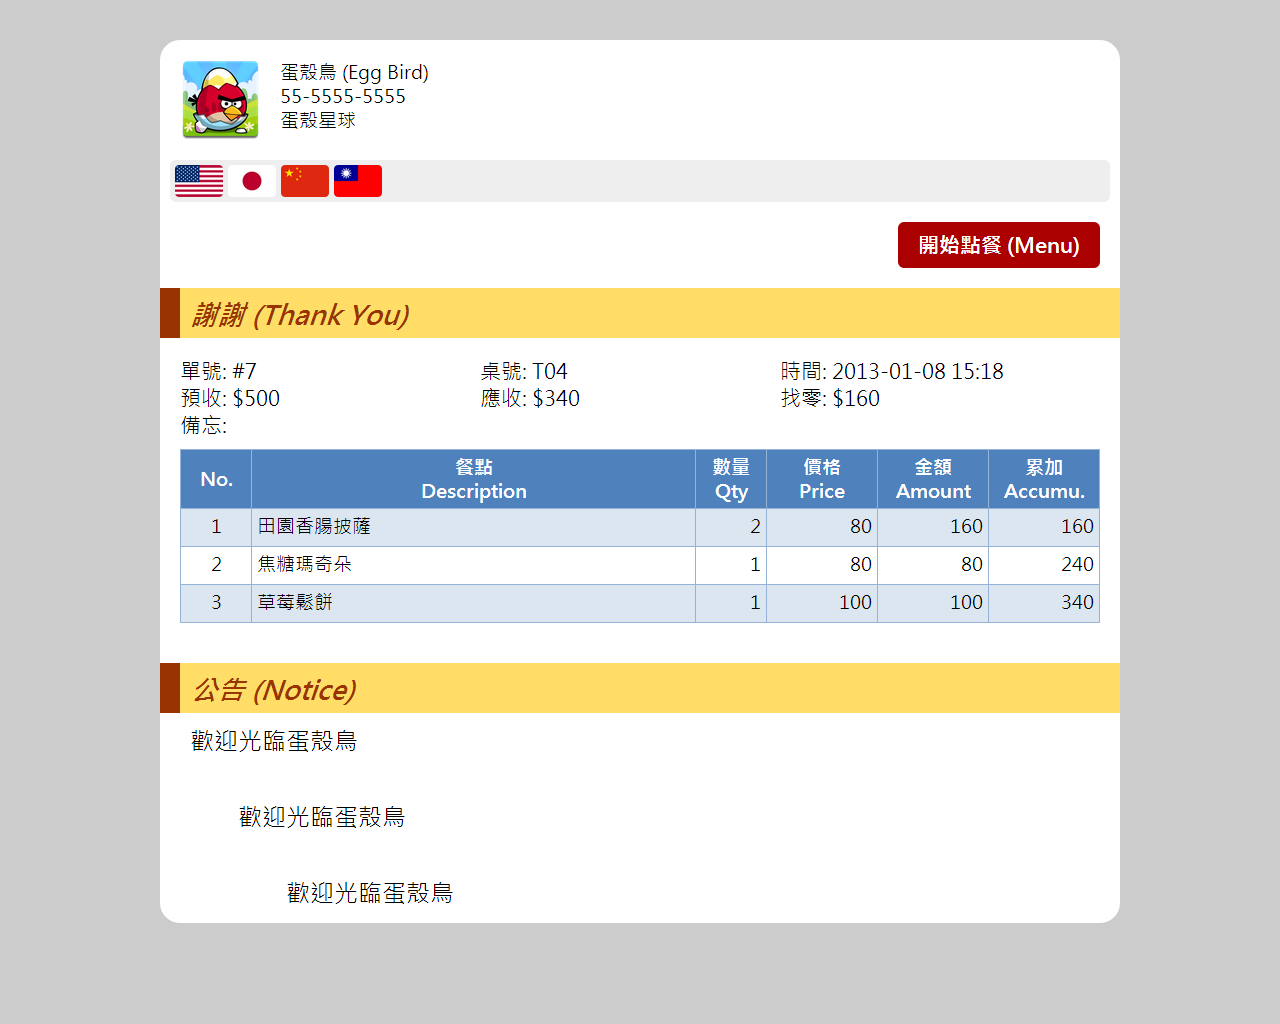 蛋殼鳥 (Egg Bird)
55-5555-5555
蛋殼星球
開始點餐 (Menu)
謝謝 (Thank You)
單號: #7 桌號: T04 時間: 2013-01-08 15:18
預收: $500 應收: $340 找零: $160
備忘:
No. 餐點 Description 數量 Qty 價格 Price 金額 Amount 累加 Accumu.
1 田園香腸披薩 2 80 160 160
2 焦糖瑪奇朵 1 80 80 240
3 草莓鬆餅 1 100 100 340
公告 (Notice)
歡迎光臨蛋殼鳥
歡迎光臨蛋殼鳥
歡迎光臨蛋殼鳥